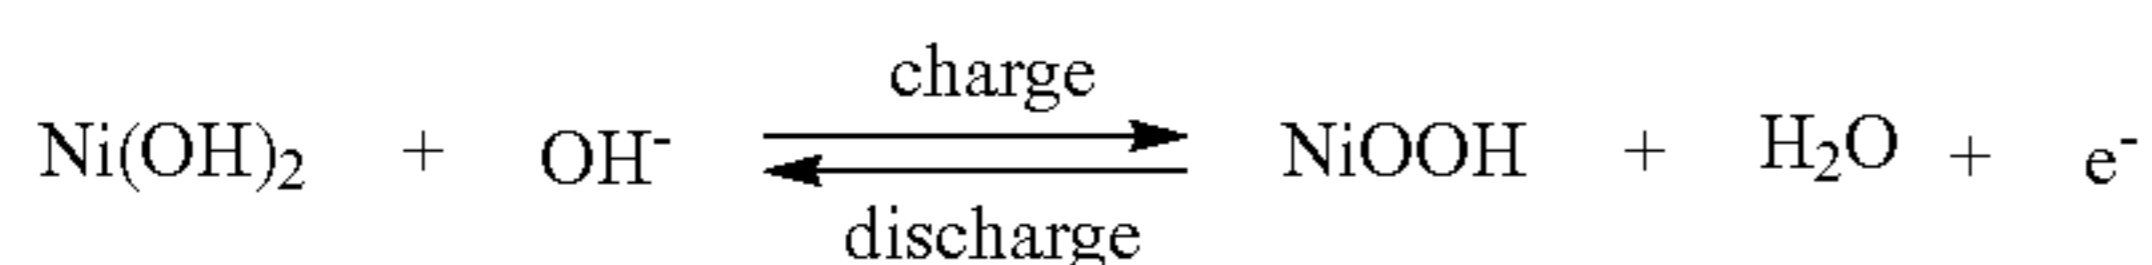 charge
Ni(OH)₂ + OH⁻ ⇌ NiOOH + H₂O + e⁻
discharge